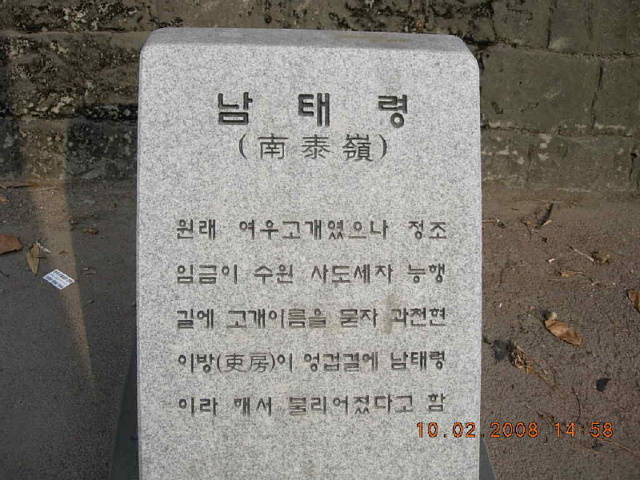 남태령
(南泰嶺)
원래 여우고개였으나 정조
임금이 수원 사도세자 능행
길에 고개이름을 묻자 과천현
이방(吏房)이 엉겁결에 남태령
이라 해서 불리어졌다고 함
10.02.2008 14:58